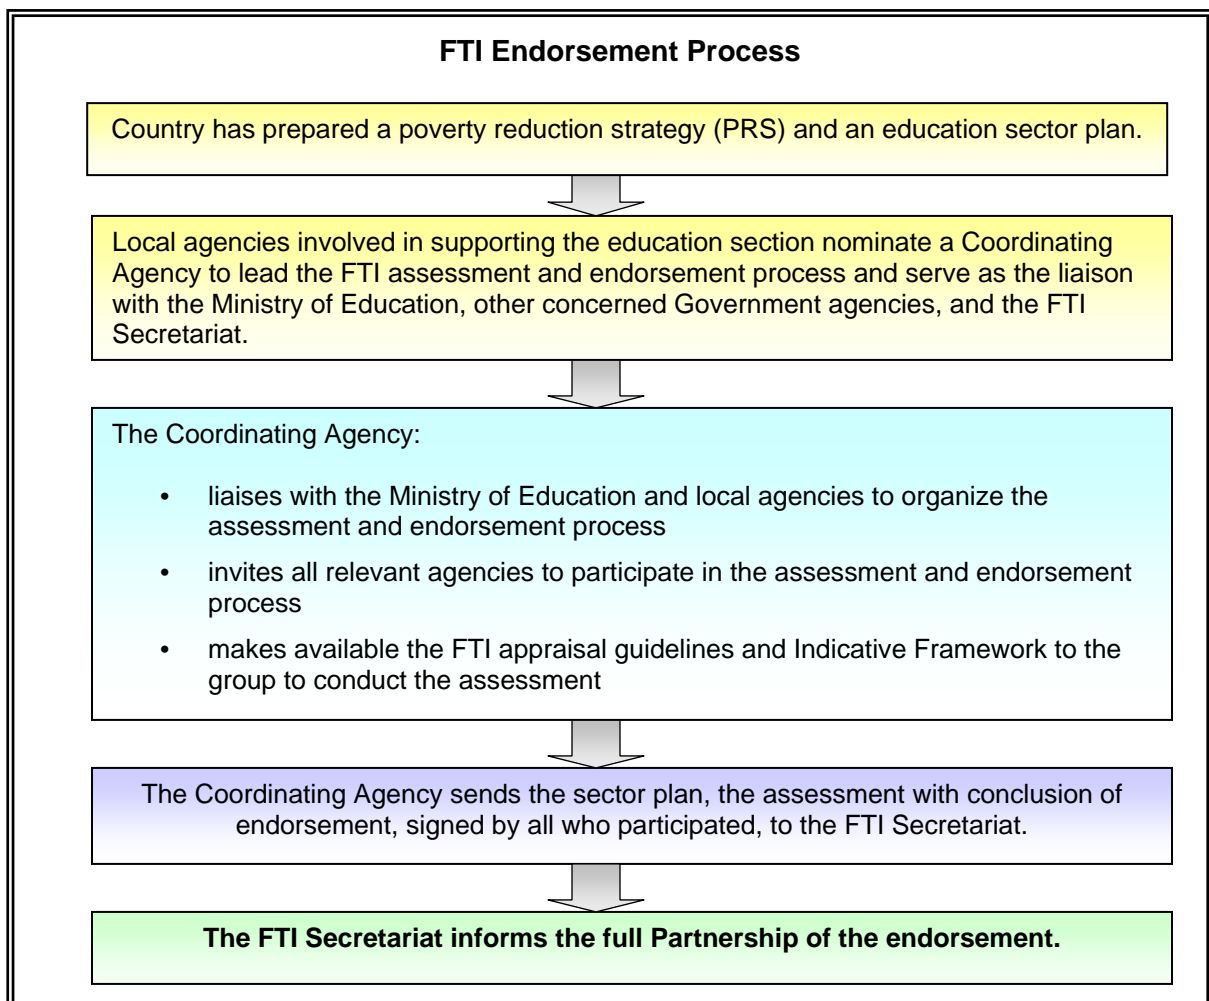 FTI Endorsement Process
Country has prepared a poverty reduction strategy (PRS) and an education sector plan.
Local agencies involved in supporting the education section nominate a Coordinating
Agency to lead the FTI assessment and endorsement process and serve as the liaison
with the Ministry of Education, other concerned Government agencies, and the FTI
Secretariat.
The Coordinating Agency:
• liaises with the Ministry of Education and local agencies to organize the
assessment and endorsement process
• invites all relevant agencies to participate in the assessment and endorsement
process
• makes available the FTI appraisal guidelines and Indicative Framework to the
group to conduct the assessment
The Coordinating Agency sends the sector plan, the assessment with conclusion of
endorsement, signed by all who participated, to the FTI Secretariat.
The FTI Secretariat informs the full Partnership of the endorsement.